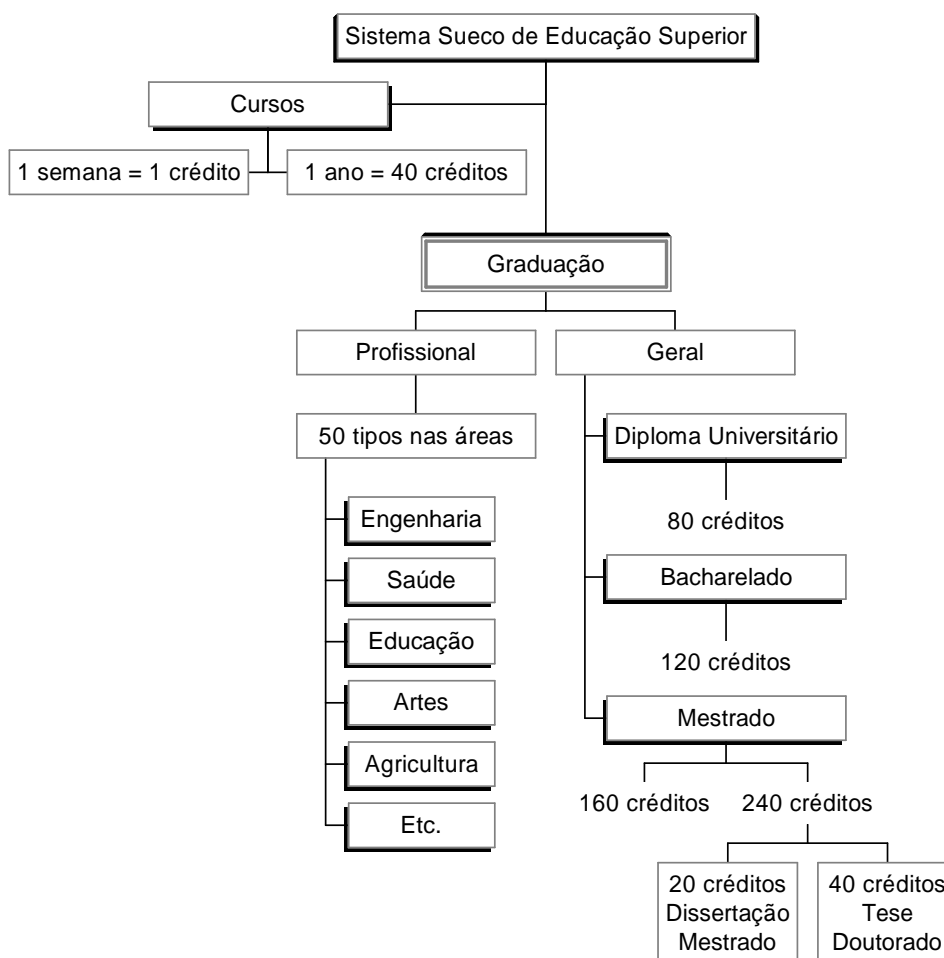 Sistema Sueco de Educação Superior
Cursos
1 semana = 1 crédito
1 ano = 40 créditos
Graduação
Profissional
Geral
50 tipos nas áreas
Diploma Universitário
80 créditos
Engenharia
Saúde
Bacharelado
120 créditos
Educação
Artes
Mestrado
Agricultura
160 créditos
240 créditos
Etc.
20 créditos
Dissertação
Mestrado
40 créditos
Tese
Doutorado